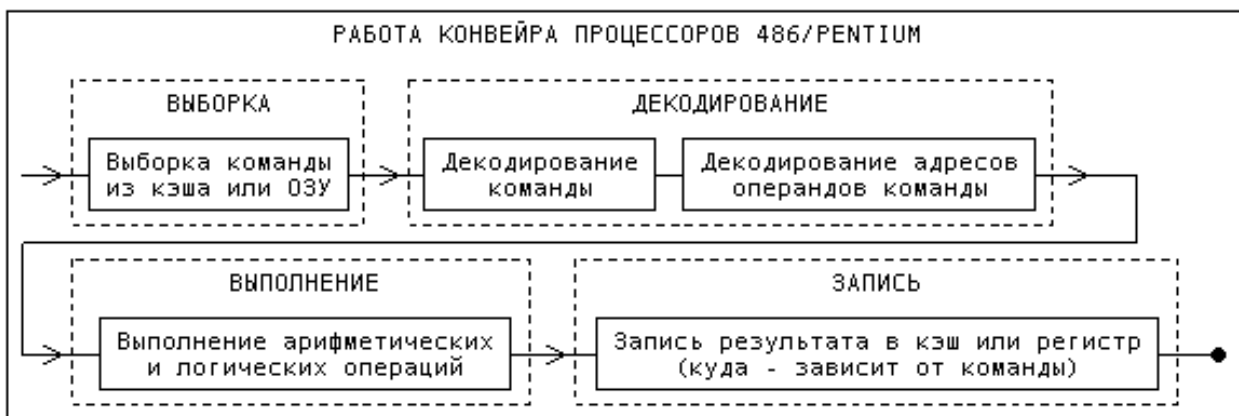 РАБОТА КОНВЕЙРА ПРОЦЕССОРОВ 486/PENTIUM
ВЫБОРКА
Выборка команды
из кэша или ОЗУ
ДЕКОДИРОВАНИЕ
Декодирование
команды
Декодирование адресов
операндов команды
ВЫПОЛНЕНИЕ
Выполнение арифметических
и логических операций
ЗАПИСЬ
Запись результата в кэш или регистр
(куда - зависит от команды)